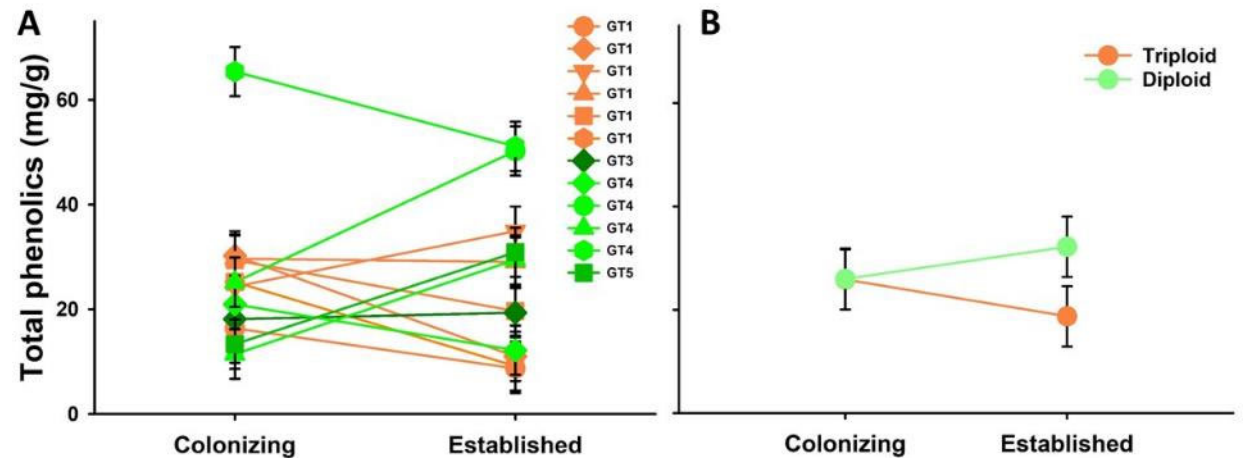 A
Total phenolics (mg/g)
60
40
20
0
Colonizing
Established
GT1
GT1
GT1
GT1
GT1
GT1
GT3
GT4
GT4
GT4
GT4
GT5
B
Triploid
Diploid
Colonizing
Established